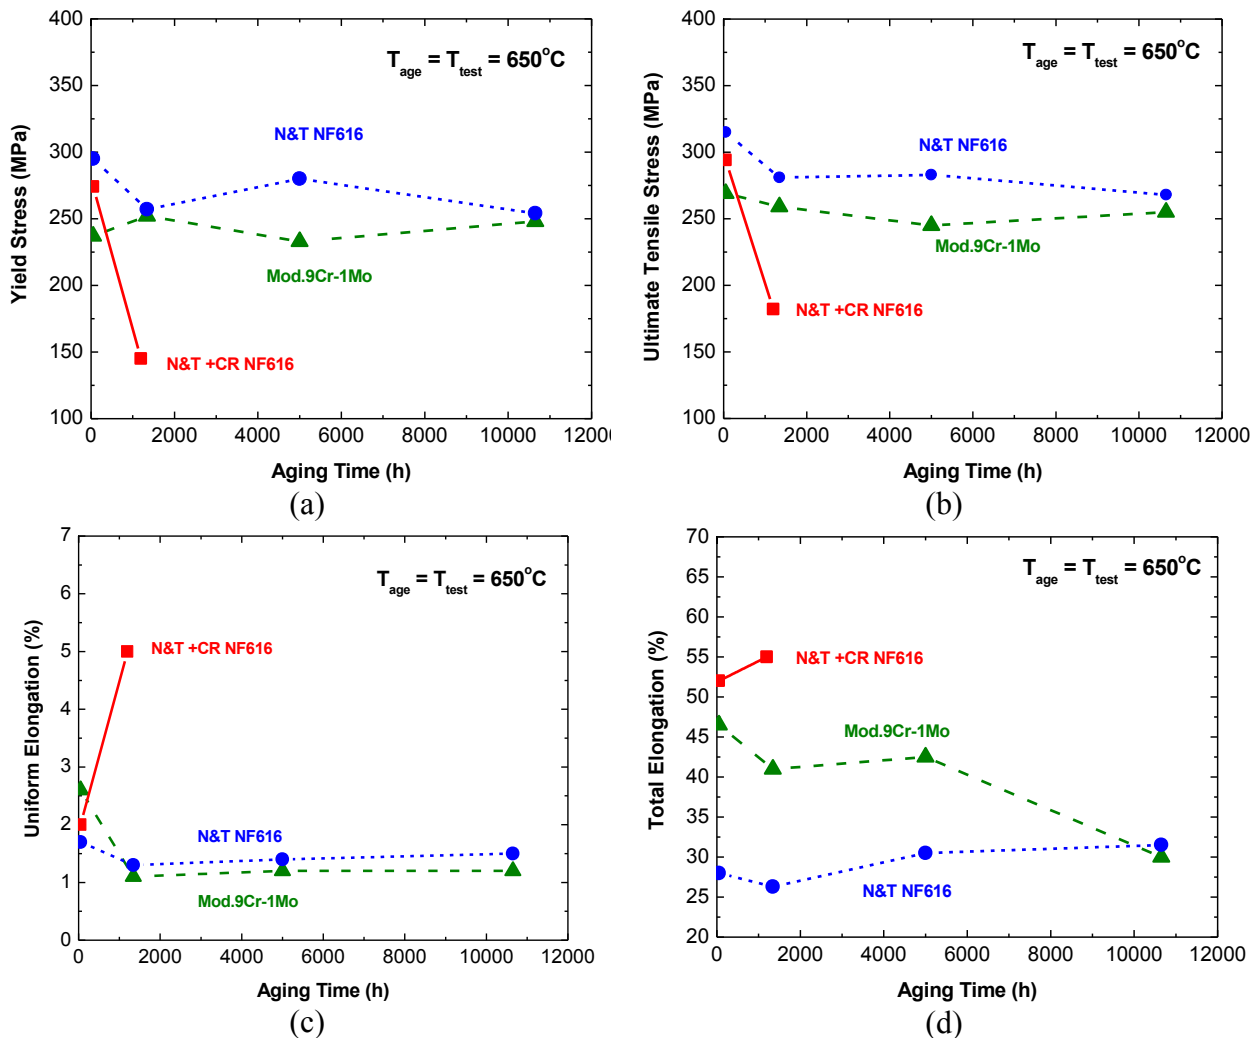 400
350
300
250
200
150
100
Yield Stress (MPa)
T_age = T_test = 650°C
N&T NF616
Mod.9Cr-1Mo
N&T +CR NF616
0 2000 4000 6000 8000 10000 12000
Aging Time (h)
(a)
400
350
300
250
200
150
100
Ultimate Tensile Stress (MPa)
T_age = T_test = 650°C
N&T NF616
Mod.9Cr-1Mo
N&T +CR NF616
0 2000 4000 6000 8000 10000 12000
Aging Time (h)
(b)
7
6
5
4
3
2
1
0
Uniform Elongation (%)
T_age = T_test = 650°C
N&T +CR NF616
N&T NF616
Mod.9Cr-1Mo
0 2000 4000 6000 8000 10000 12000
Aging Time (h)
(c)
70
65
60
55
50
45
40
35
30
25
20
Total Elongation (%)
T_age = T_test = 650°C
N&T +CR NF616
Mod.9Cr-1Mo
N&T NF616
0 2000 4000 6000 8000 10000 12000
Aging Time (h)
(d)